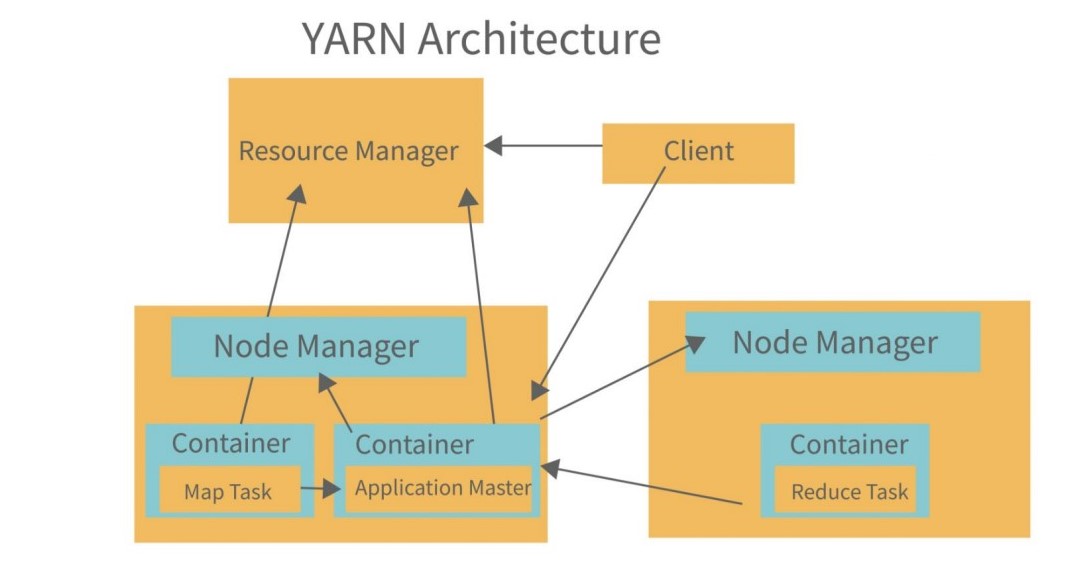 YARN Architecture
Resource Manager
Client
Node Manager
Container
Map Task
Container
Application Master
Node Manager
Container
Reduce Task